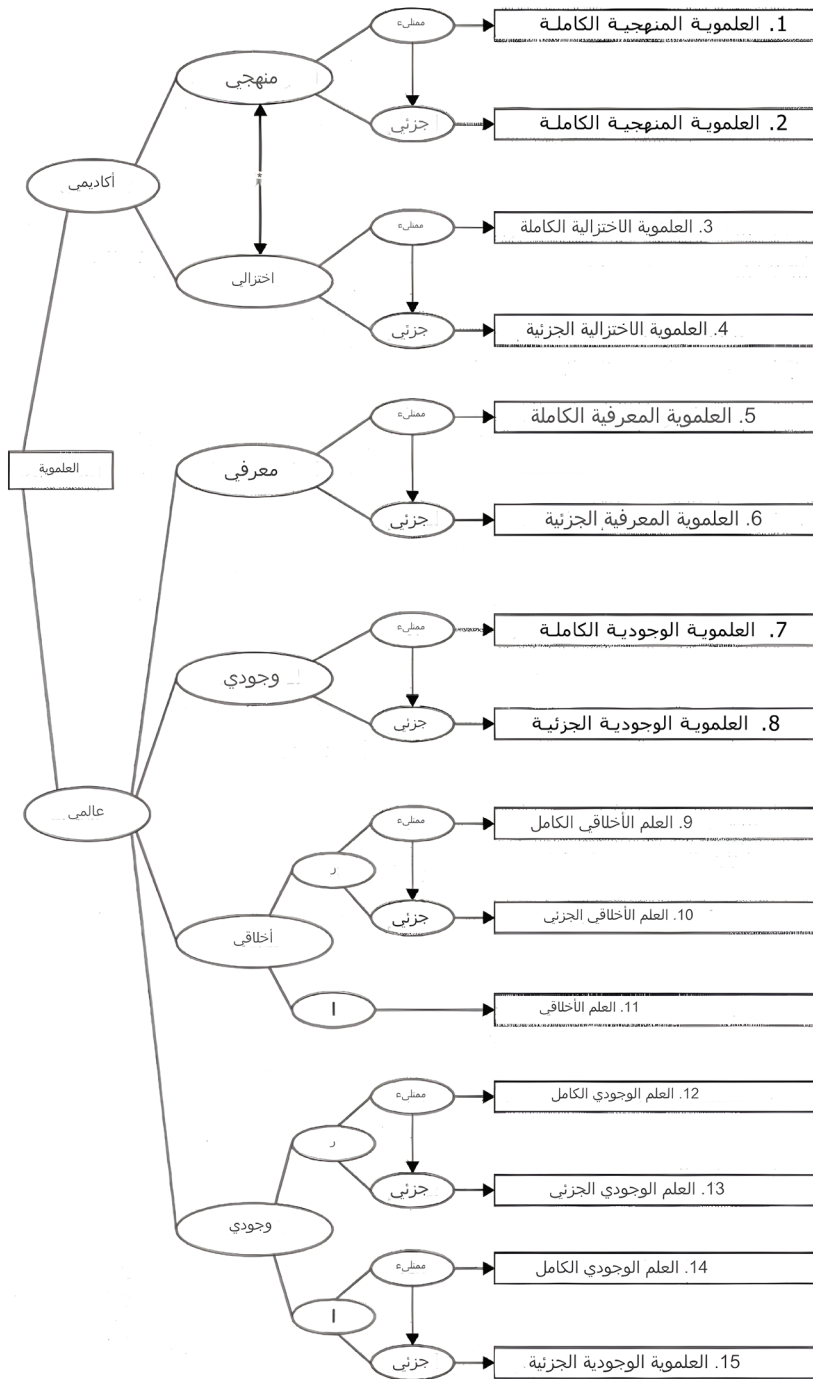 العلموية
أكاديمي
منهجي
ممتلىء
1. العلموية المنهجية الكاملة
جزئي
2. العلموية المنهجية الكاملة
اختزالي
ممتلىء
3. العلموية الاختزالية الكاملة
جزئي
4. العلموية الاختزالية الجزئية
عالمي
معرفي
ممتلىء
5. العلموية المعرفية الكاملة
جزئي
6. العلموية المعرفية الجزئية
وجودي
ممتلىء
7. العلموية الوجودية الكاملة
جزئي
8. العلموية الوجودية الجزئية
أخلاقي
ر
ممتلىء
9. العلم الأخلاقي الكامل
جزئي
10. العلم الأخلاقي الجزئي
ا
11. العلم الأخلاقي
وجودي
ر
ممتلىء
12. العلم الوجودي الكامل
جزئي
13. العلم الوجودي الجزئي
ا
ممتلىء
14. العلم الوجودي الكامل
جزئي
15. العلموية الوجودية الجزئية